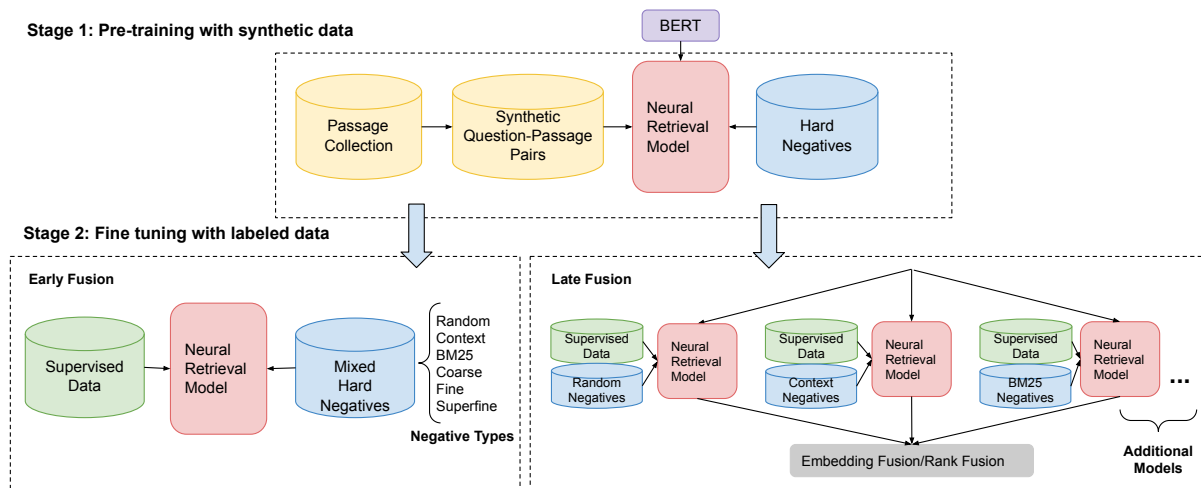 Stage 1: Pre-training with synthetic data
BERT
Passage
Collection
Synthetic
Question-Passage
Pairs
Neural
Retrieval
Model
Hard
Negatives
Stage 2: Fine tuning with labeled data
Early Fusion
Supervised
Data
Neural
Retrieval
Model
Mixed
Hard
Negatives
Random
Context
BM25
Coarse
Fine
Superfine
Negative Types
Late Fusion
Supervised
Data
Random
Negatives
Neural
Retrieval
Model
Supervised
Data
Context
Negatives
Neural
Retrieval
Model
Supervised
Data
BM25
Negatives
Neural
Retrieval
Model
...
Additional
Models
Embedding Fusion/Rank Fusion